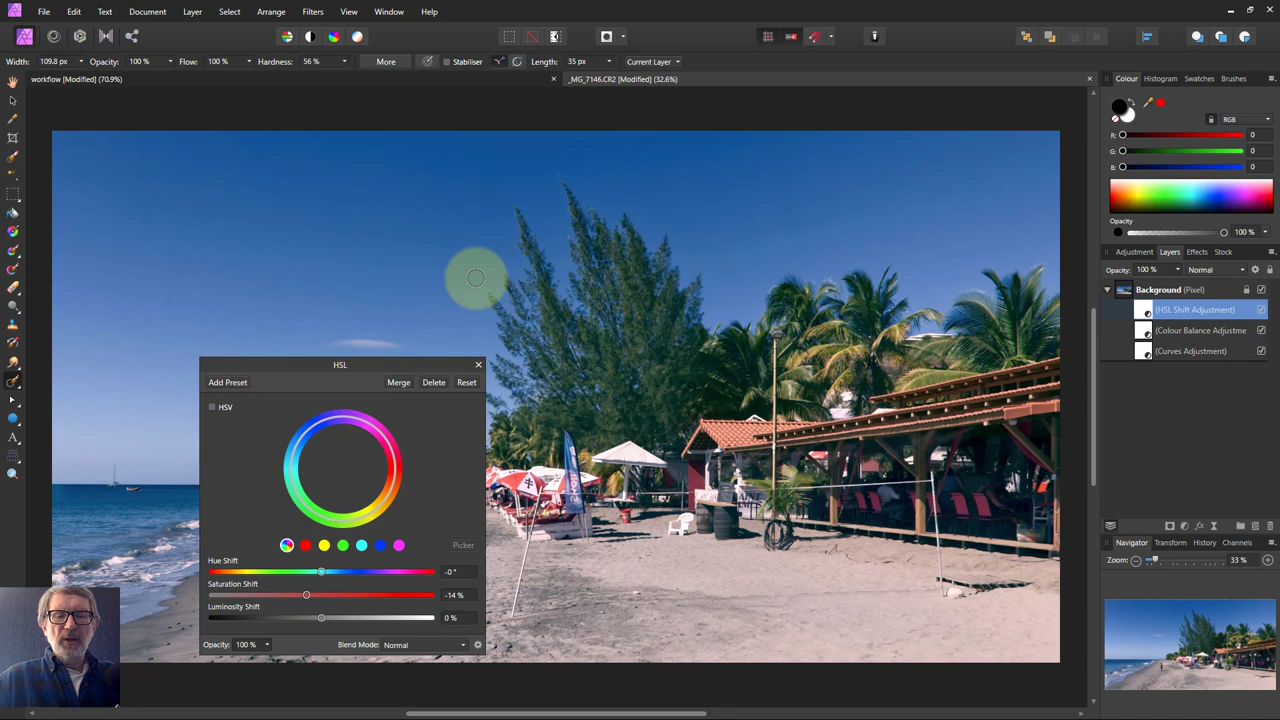 File Edit Text Document Layer Select Arrange Filters View Window Help
Width: 109.8 px Opacity: 100 % Flow: 100 % Hardness: 56 % More Stabiliser Length: 35 px Current Layer
workflow [Modified] (70.9%) _MG_7146.CR2 [Modified] (32.6%)
Colour Histogram Swatches Brushes
RGB
R: 0
G: 0
B: 0
Opacity
100 %
Adjustment Layers Effects Stock
Opacity: 100 % Normal
Background (Pixel)
(HSL Shift Adjustment)
(Colour Balance Adjustme
(Curves Adjustment)
HSL
Add Preset Merge Delete Reset
HSV
Picker
Hue Shift
-0 °
Saturation Shift
-14 %
Luminosity Shift
0 %
Opacity: 100 % Blend Mode: Normal
Navigator Transform History Channels
Zoom: 33 %